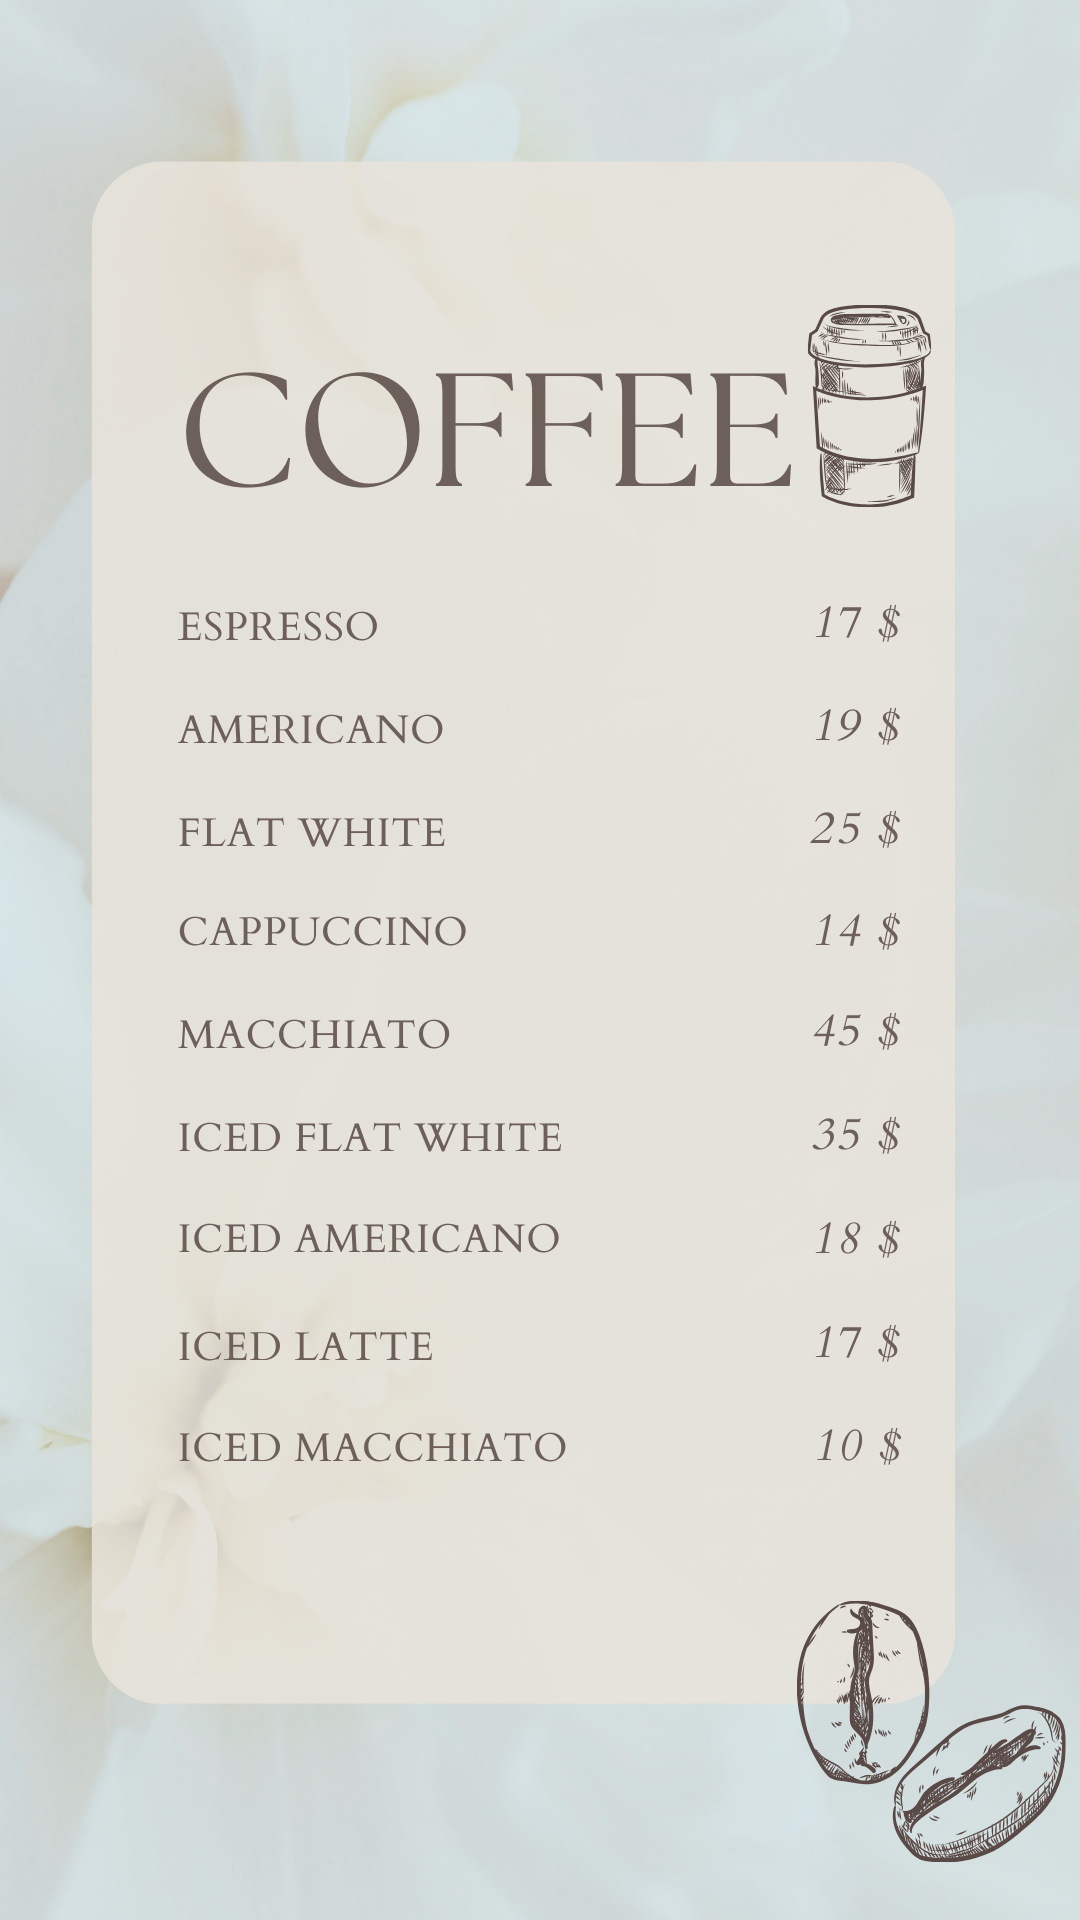 COFFEE
ESPRESSO 17 $
AMERICANO 19 $
FLAT WHITE 25 $
CAPPUCCINO 14 $
MACCHIATO 45 $
ICED FLAT WHITE 35 $
ICED AMERICANO 18 $
ICED LATTE 17 $
ICED MACCHIATO 10 $